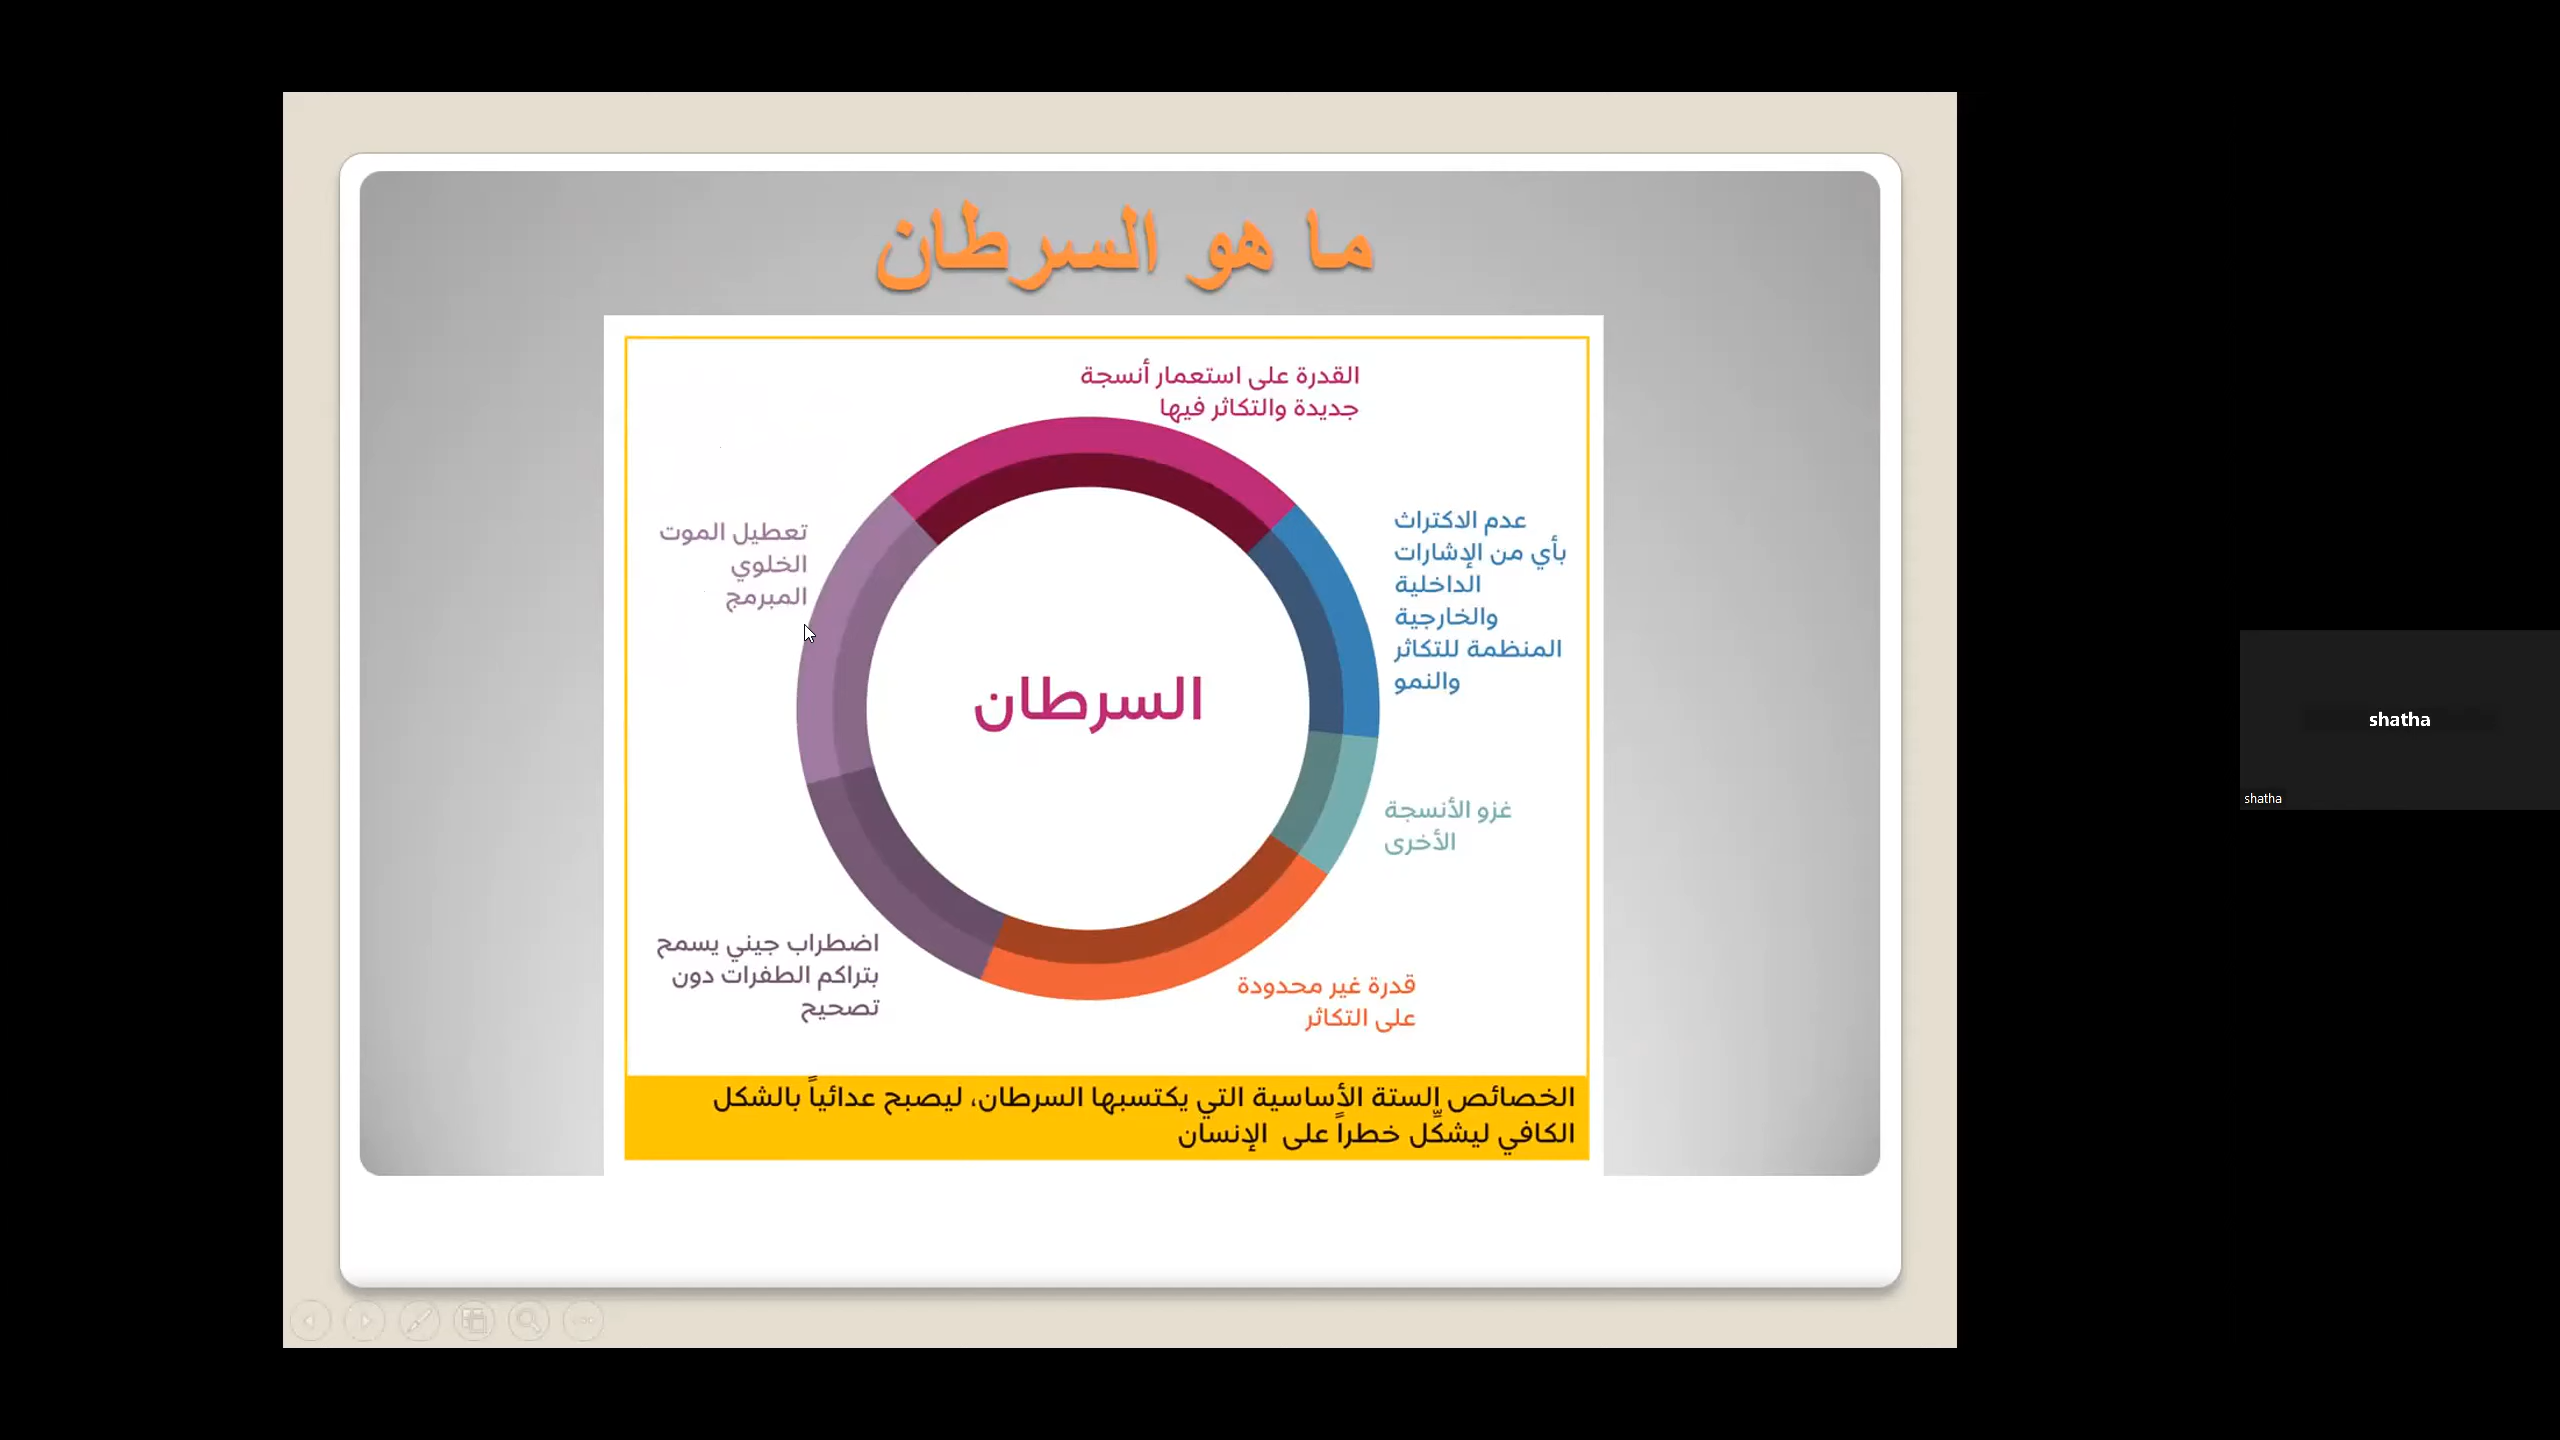 ما هو السرطان
القدرة على استعمار أنسجة
جديدة والتكاثر فيها
عدم الاكتراث
بأي من الإشارات
الداخلية
والخارجية
المنظمة للتكاثر
والنمو
غزو الأنسجة
الأخرى
قدرة غير محدودة
على التكاثر
اضطراب جيني يسمح
بتراكم الطفرات دون
تصحيح
تعطيل الموت
الخلوي
المبرمج
السرطان
الخصائص الستة الأساسية التي يكتسبها السرطان، ليصبح عدائياً بالشكل
الكافي ليشكِّل خطراً على الإنسان
shatha
shatha